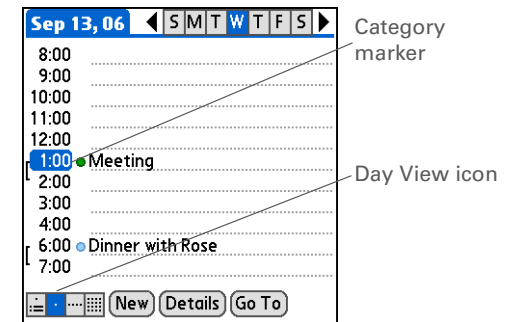 Sep 13, 06 S M T W T F S
Category
marker
8:00
9:00
10:00
11:00
12:00
1:00 Meeting
2:00
Day View icon
3:00
4:00
6:00 Dinner with Rose
7:00
New Details Go To